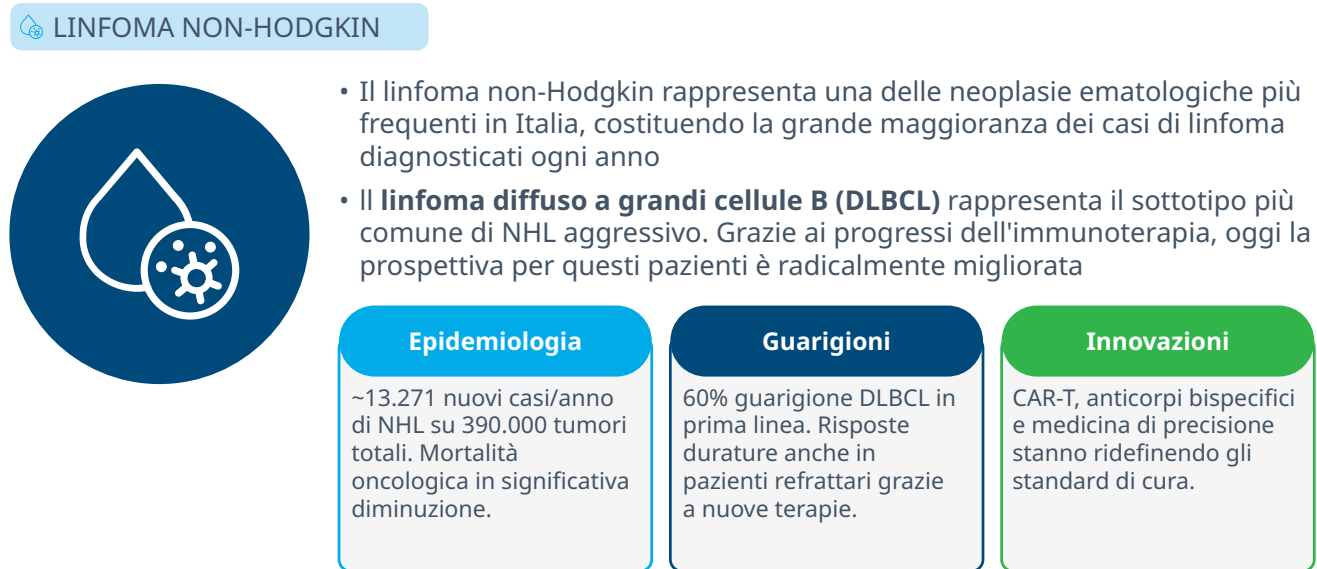 LINFOMA NON-HODGKIN
• Il linfoma non-Hodgkin rappresenta una delle neoplasie ematologiche più
frequenti in Italia, costituendo la grande maggioranza dei casi di linfoma
diagnosticati ogni anno
• ll linfoma diffuso a grandi cellule B (DLBCL) rappresenta il sottotipo più
comune di NHL aggressivo. Grazie ai progressi dell'immunoterapia, oggi la
prospettiva per questi pazienti è radicalmente migliorata
Epidemiologia
~13.271 nuovi casi/anno
di NHL su 390.000 tumori
totali. Mortalità
oncologica in significativa
diminuzione.
Guarigioni
60% guarigione DLBCL in
prima linea. Risposte
durature anche in
pazienti refrattari grazie
a nuove terapie.
Innovazioni
CAR-T, anticorpi bispecifici
e medicina di precisione
stanno ridefinendo gli
standard di cura.